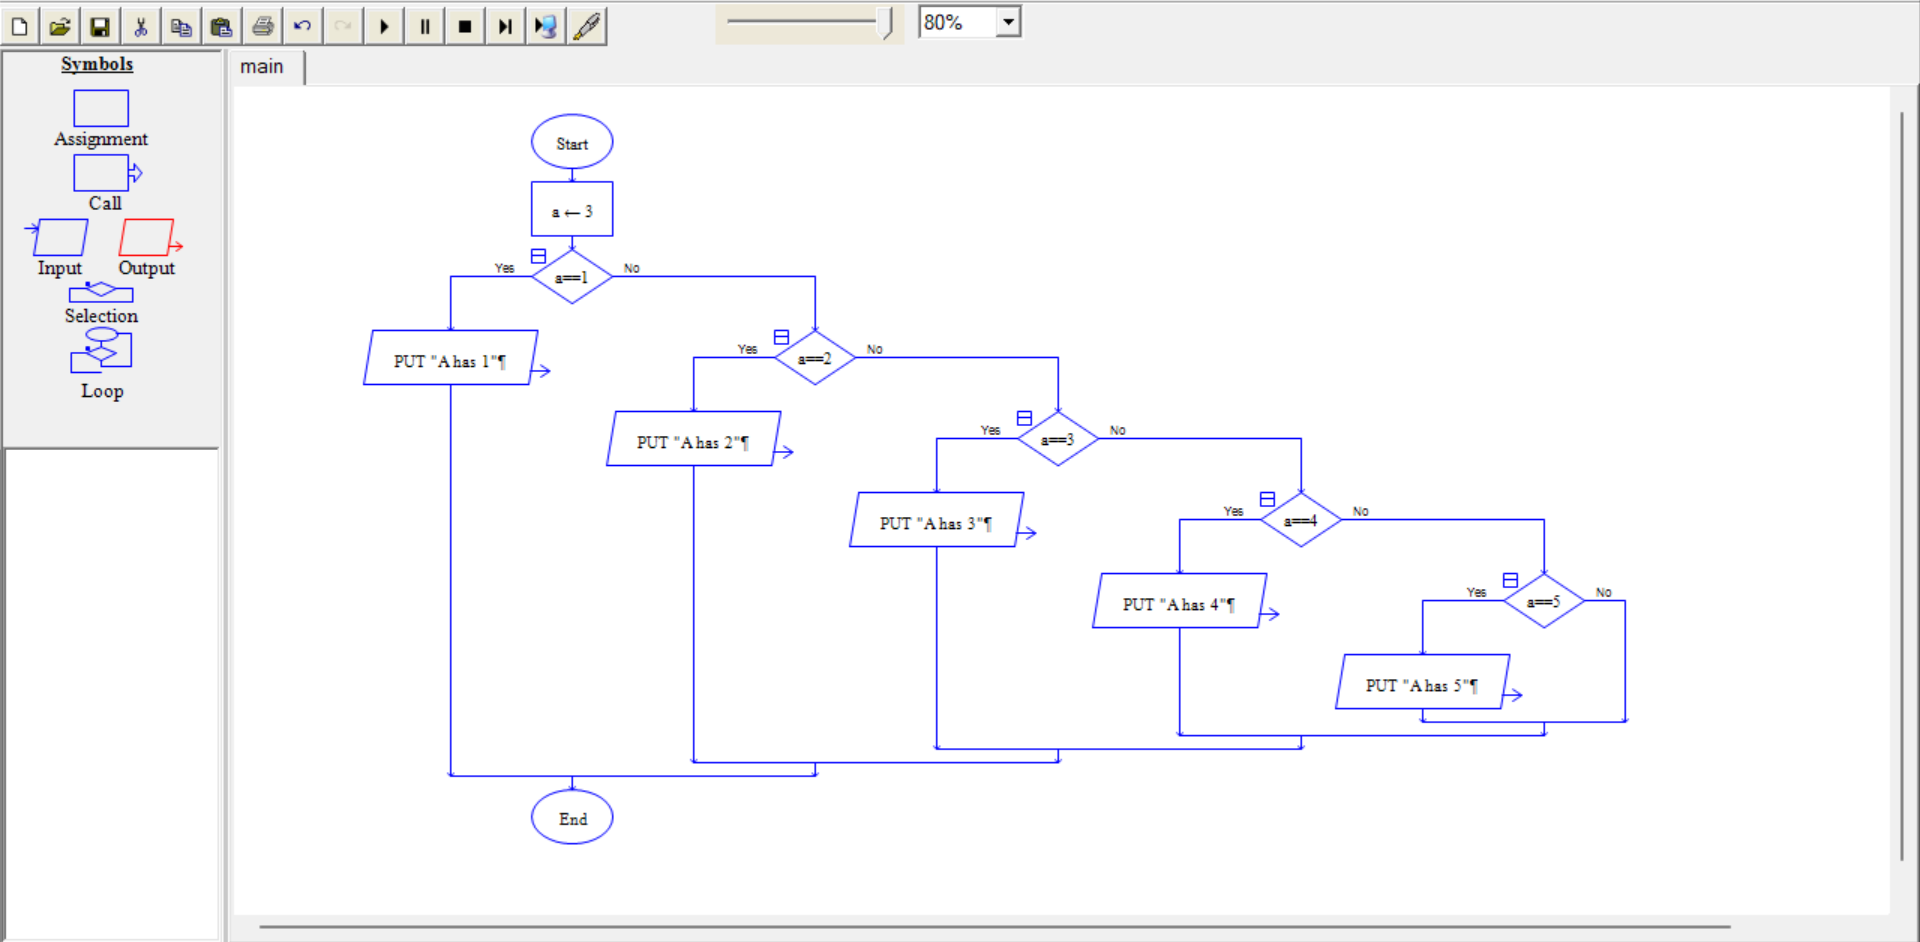 80%
Symbols
main
Assignment
Call
Input Output
Selection
Loop
Start
a ← 3
Yes a==1 No
PUT "A has 1"¶
Yes a==2 No
PUT "A has 2"¶
Yes a==3 No
PUT "A has 3"¶
Yes a==4 No
PUT "A has 4"¶
Yes a==5 No
PUT "A has 5"¶
End